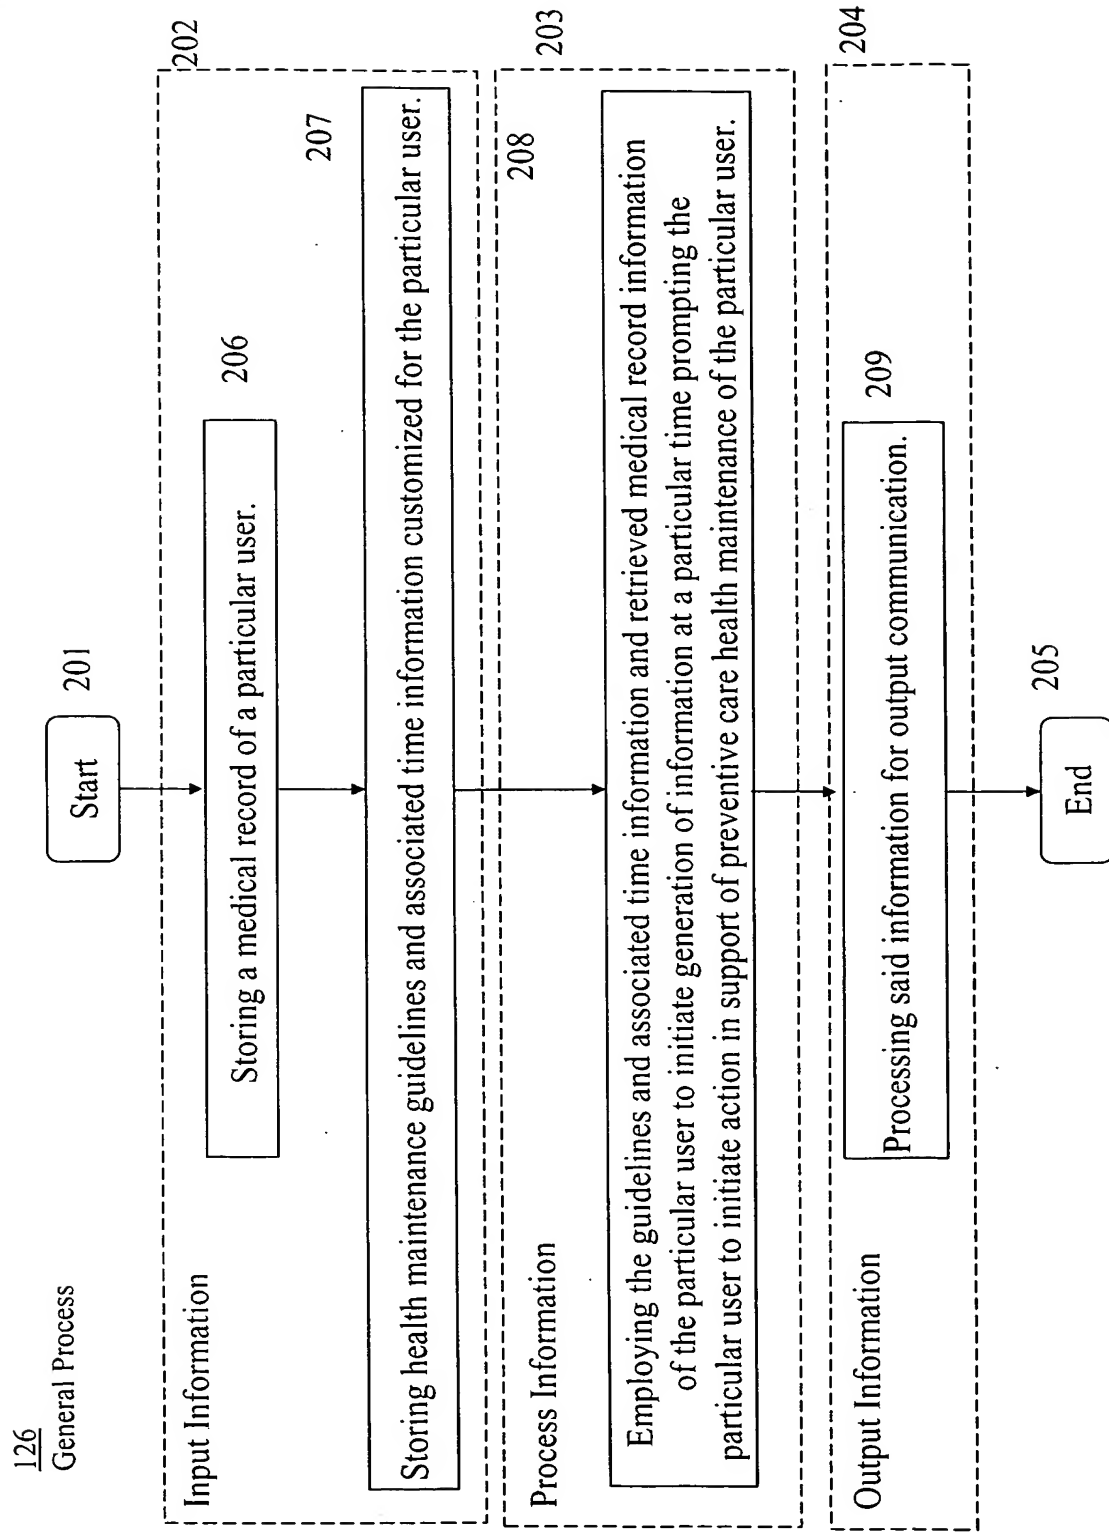 126
General Process
Start
201
202
Input Information
Storing a medical record of a particular user.
206
207
Storing health maintenance guidelines and associated time information customized for the particular user.
203
Process Information
208
Employing the guidelines and associated time information and retrieved medical record information
of the particular user to initiate generation of information at a particular time prompting the
particular user to initiate action in support of preventive care health maintenance of the particular user.
204
Output Information
209
Processing said information for output communication.
End
205